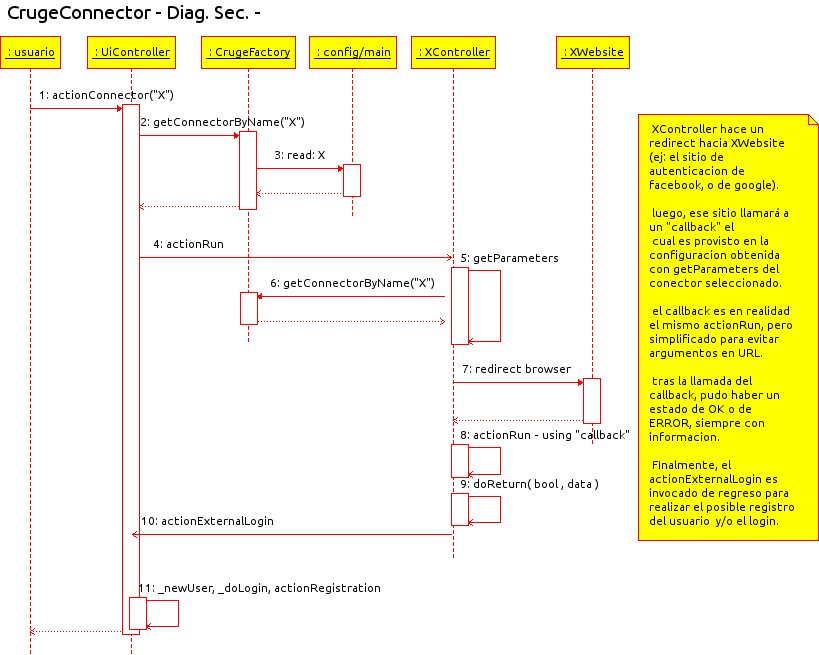 CrugeConnector - Diag. Sec. -
: usuario
: UiController
: CrugeFactory
: config/main
: XController
: XWebsite
1: actionConnector("X")
2: getConnectorByName("X")
3: read: X
4: actionRun
5: getParameters
6: getConnectorByName("X")
7: redirect browser
8: actionRun - using "callback"
9: doReturn( bool , data )
10: actionExternalLogin
11: _newUser, _doLogin, actionRegistration
XController hace un
redirect hacia XWebsite
(ej: el sitio de
autenticacion de
facebook, o de google).
luego, ese sitio llamará a
un "callback" el
cual es provisto en la
configuracion obtenida
con getParameters del
conector seleccionado.
el callback es en realidad
el mismo actionRun, pero
simplificado para evitar
argumentos en URL.
tras la llamada del
callback, pudo haber un
estado de OK o de
ERROR, siempre con
informacion.
FInalmente, el
actionExternalLogin es
invocado de regreso para
realizar el posible registro
del usuario y/o el login.